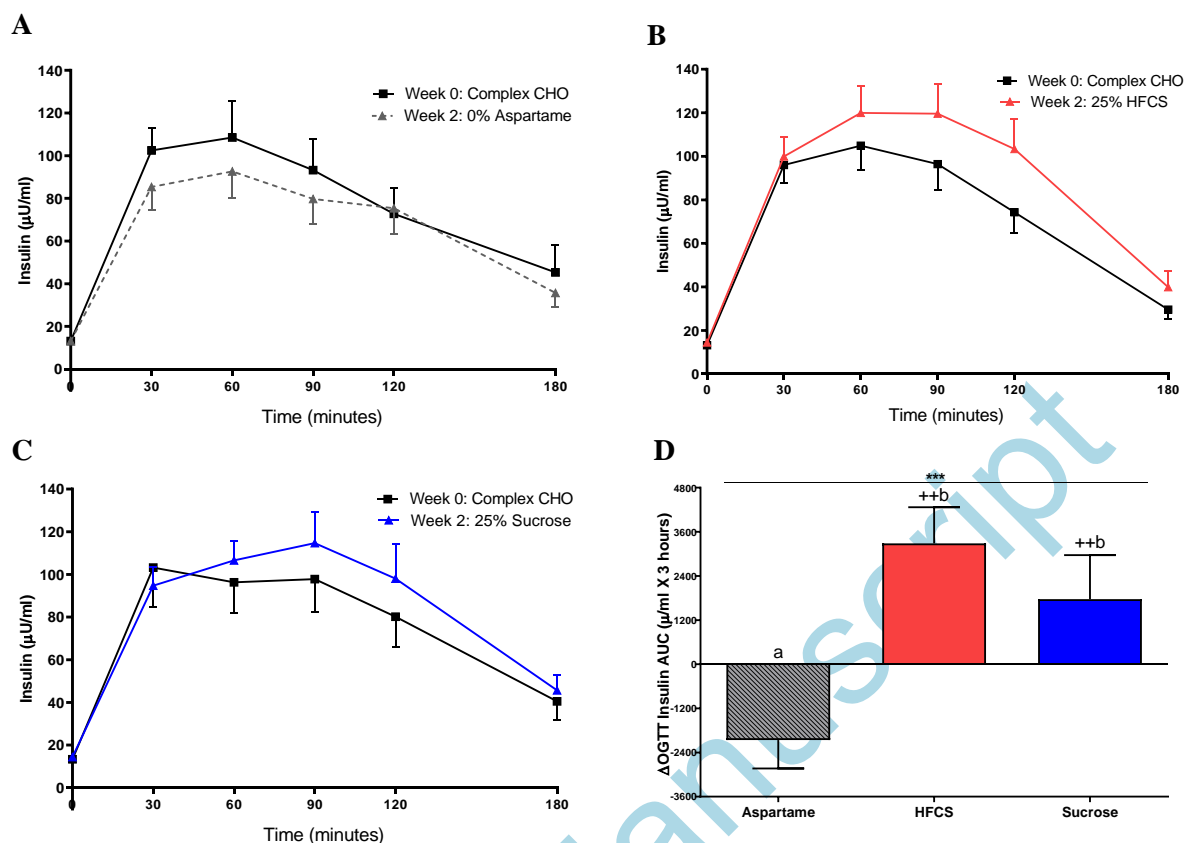 A
140
120
100
80
60
40
20
0
Insulin (µU/ml)
Week 0: Complex CHO
Week 2: 0% Aspartame
0 30 60 90 120 180
Time (minutes)
B
140
120
100
80
60
40
20
0
Insulin (µU/ml)
Week 0: Complex CHO
Week 2: 25% HFCS
0 30 60 90 120 180
Time (minutes)
C
140
120
100
80
60
40
20
0
Insulin (µU/ml)
Week 0: Complex CHO
Week 2: 25% Sucrose
0 30 60 90 120 180
Time (minutes)
D
***
4800
3600
2400
1200
0
-1200
-2400
-3600
ΔOGTT Insulin AUC (µ/ml X 3 hours)
a
++b
++b
Aspartame HFCS Sucrose
anuscript